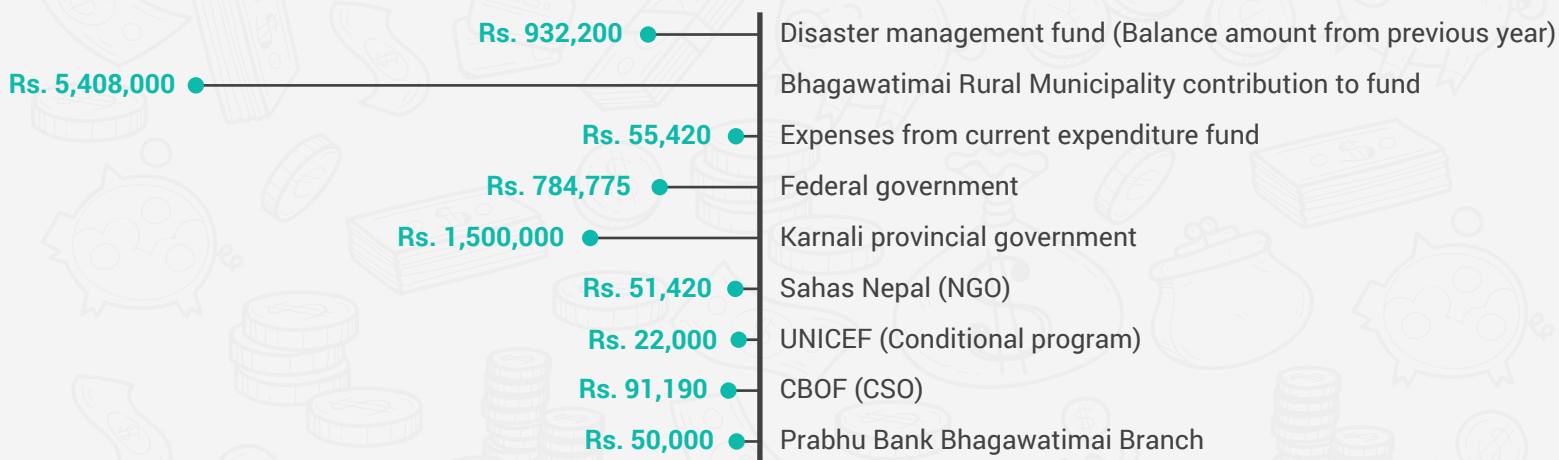 Rs. 932,200 Disaster management fund (Balance amount from previous year)
Rs. 5,408,000 Bhagawatimai Rural Municipality contribution to fund
Rs. 55,420 Expenses from current expenditure fund
Rs. 784,775 Federal government
Rs. 1,500,000 Karnali provincial government
Rs. 51,420 Sahas Nepal (NGO)
Rs. 22,000 UNICEF (Conditional program)
Rs. 91,190 CBOF (CSO)
Rs. 50,000 Prabhu Bank Bhagawatimai Branch